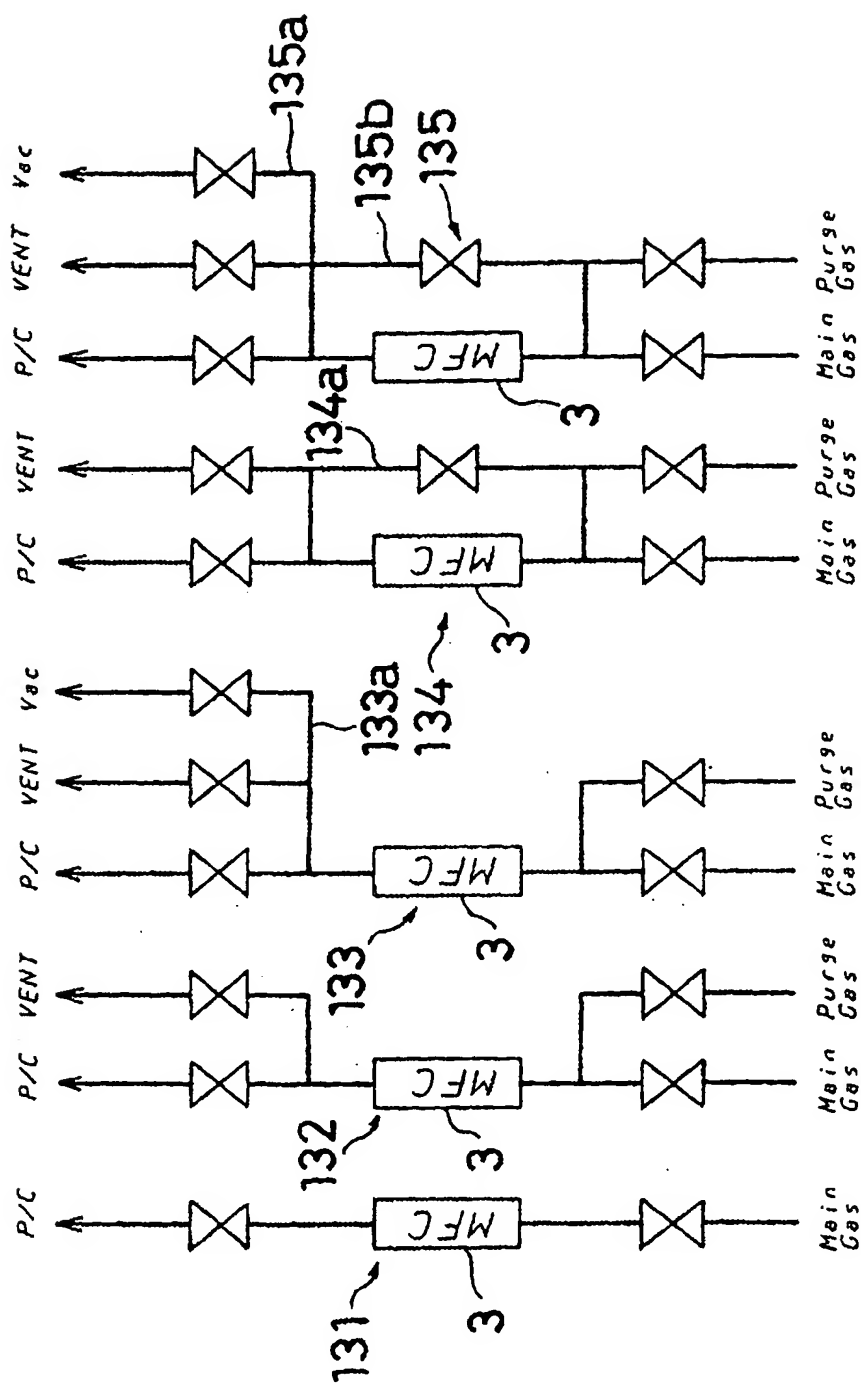 P/C
P/C VENT
P/C VENT Vac
P/C VENT
P/C VENT Vac
135a
135b
135
134a
133a
134
133
132
131
MFC
MFC
MFC
MFC
MFC
3
3
3
3
3
Main
Gas
Main Purge
Gas Gas
Main Purge
Gas Gas
Main Purge
Gas Gas
Main Purge
Gas Gas